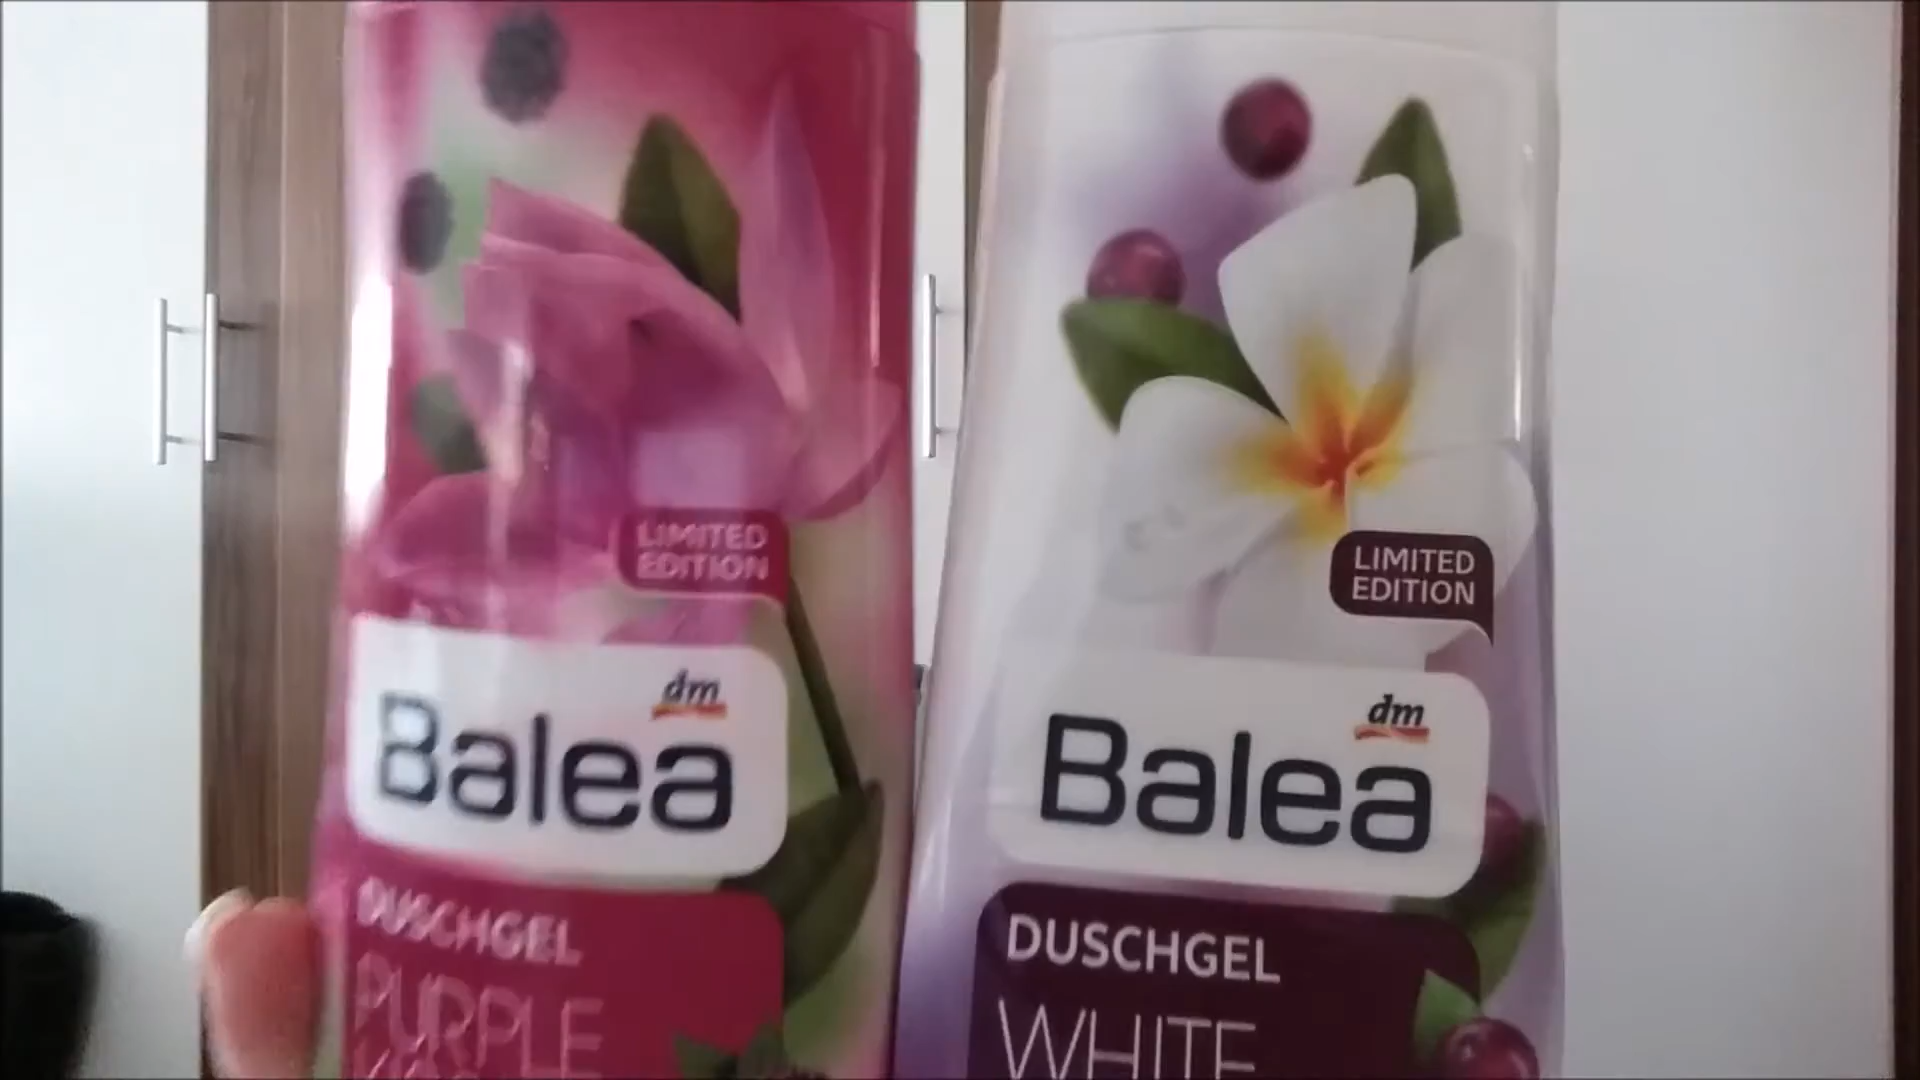 LIMITED
EDITION
dm
Balea
DUSCHGEL
PURPLE
LIMITED
EDITION
dm
Balea
DUSCHGEL
WHITE